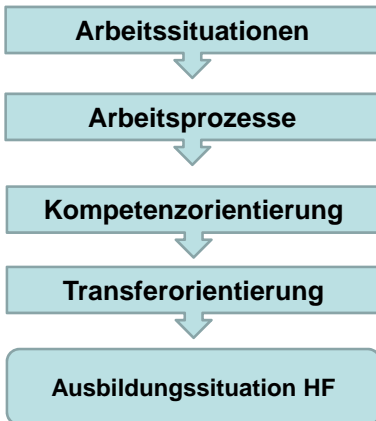 Arbeitssituationen
Arbeitsprozesse
Kompetenzorientierung
Transferorientierung
Ausbildungssituation HF